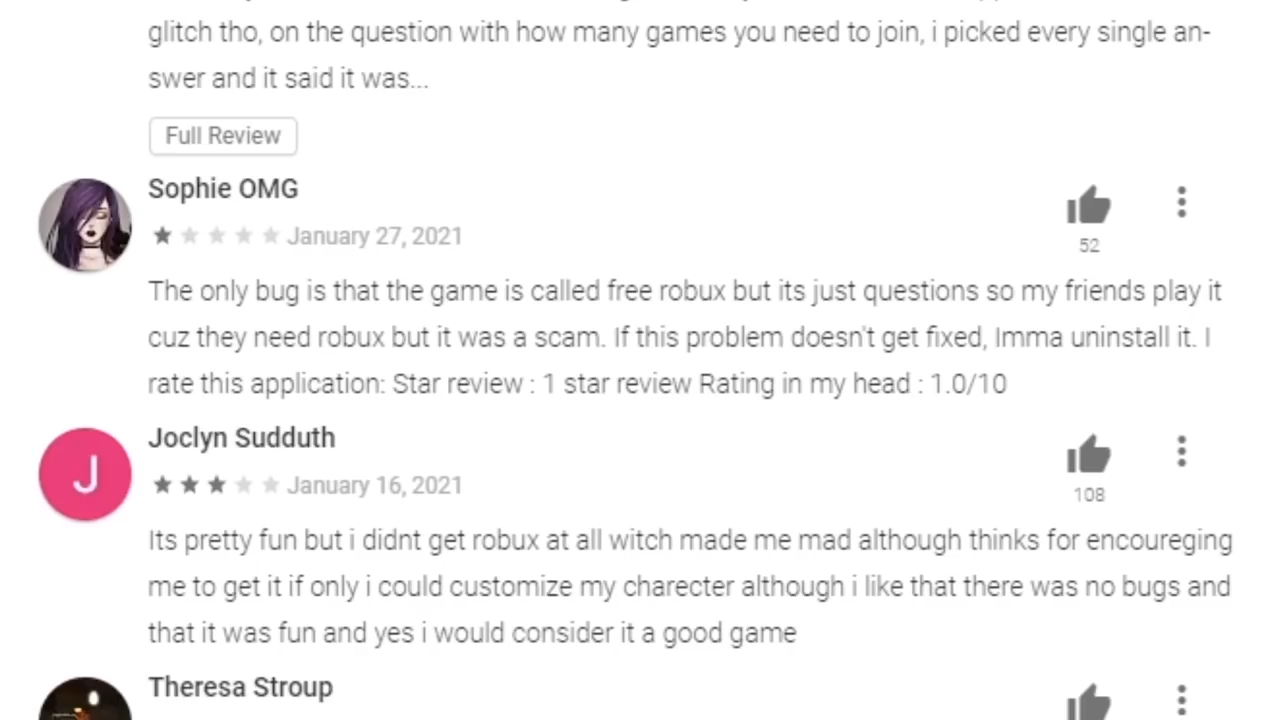 glitch tho, on the question with how many games you need to join, i picked every single an-
swer and it said it was...
Full Review
Sophie OMG
January 27, 2021
52
The only bug is that the game is called free robux but its just questions so my friends play it
cuz they need robux but it was a scam. If this problem doesn't get fixed, Imma uninstall it. I
rate this application: Star review : 1 star review Rating in my head : 1.0/10
J
Joclyn Sudduth
January 16, 2021
108
Its pretty fun but i didnt get robux at all witch made me mad although thinks for encoureging
me to get it if only i could customize my charecter although i like that there was no bugs and
that it was fun and yes i would consider it a good game
Theresa Stroup